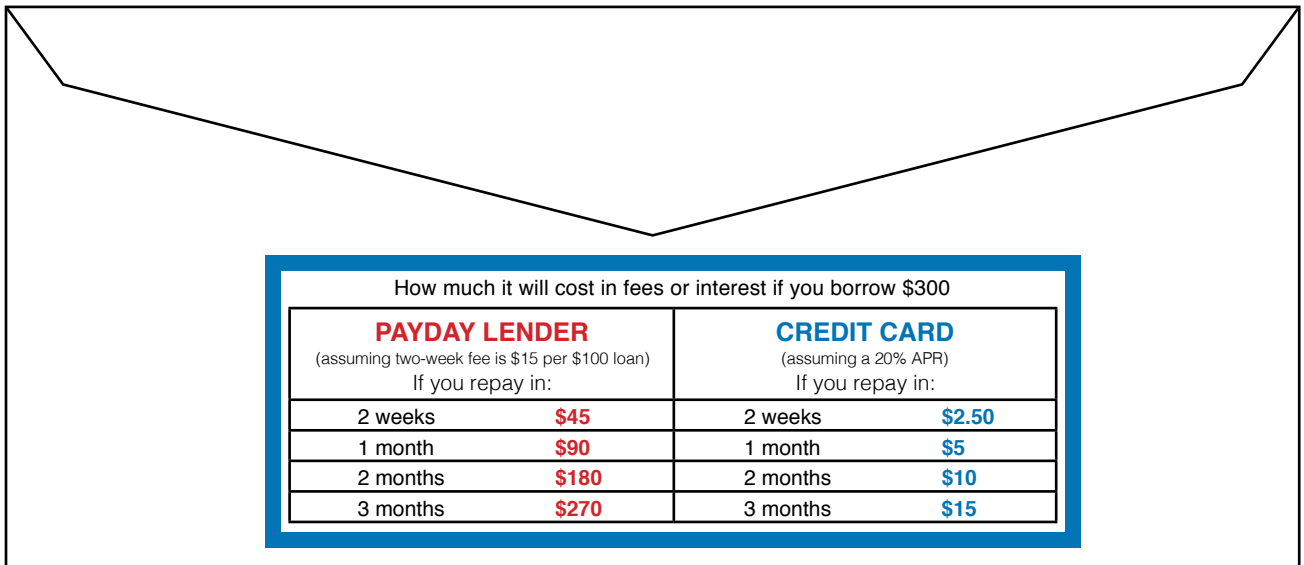 How much it will cost in fees or interest if you borrow $300
PAYDAY LENDER
(assuming two-week fee is $15 per $100 loan)
If you repay in:
2 weeks $45
1 month $90
2 months $180
3 months $270
CREDIT CARD
(assuming a 20% APR)
If you repay in:
2 weeks $2.50
1 month $5
2 months $10
3 months $15